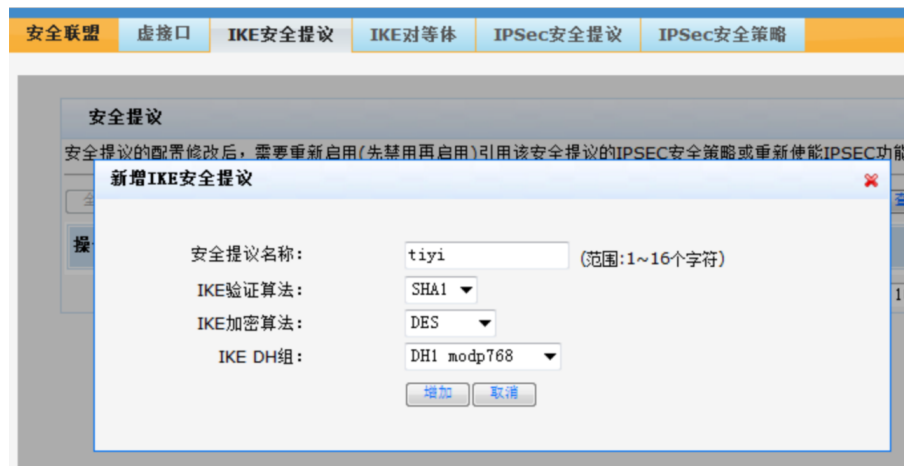 安全联盟 虚接口 IKE安全提议 IKE对等体 IPSec安全提议 IPSec安全策略
安全提议
安全提议的配置修改后，需要重新启用(先禁用再启用)引用该安全提议的IPSEC安全策略或重新使能IPSEC功能
新增IKE安全提议
安全提议名称： tiyi (范围:1~16个字符)
IKE验证算法： SHA1
IKE加密算法： DES
IKE DH组： DH1 modp768
增加 取消